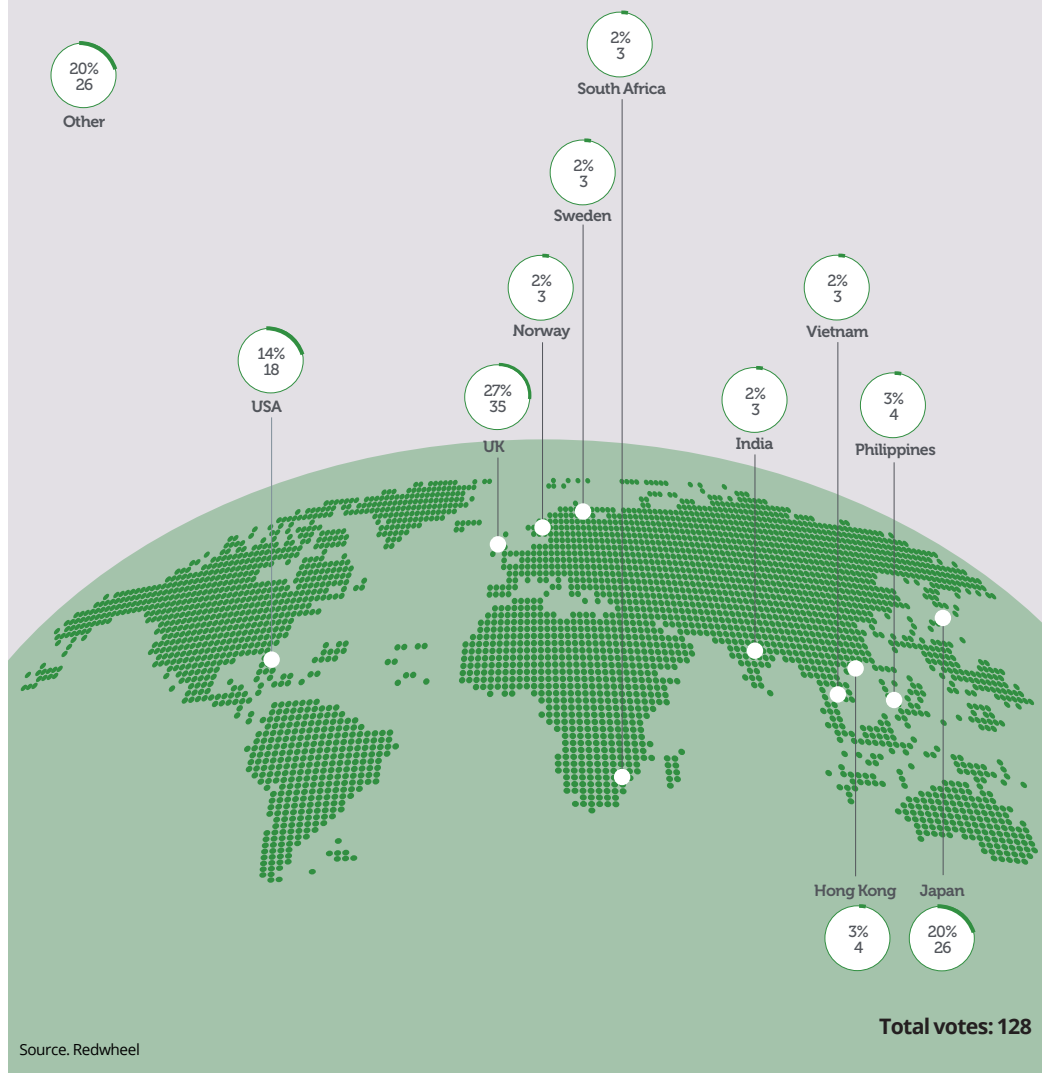 2%
3
South Africa
20%
26
Other
2%
3
Sweden
2%
3
Norway
2%
3
Vietnam
14%
18
USA
27%
35
UK
2%
3
India
3%
4
Philippines
Hong Kong
3%
4
Japan
20%
26
Total votes: 128
Source. Redwheel